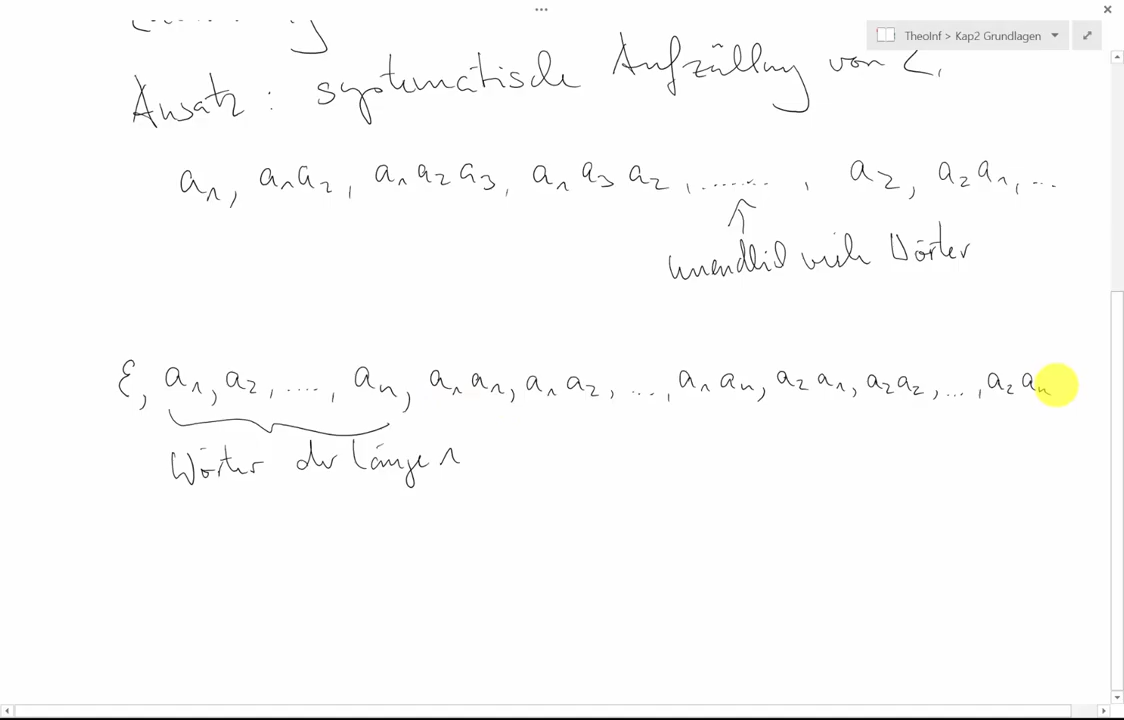 TheoInf > Kap2 Grundlagen
Ansatz : systematische Aufzählung von L.
a₁, a₁a₂, a₁a₂a₃, a₁a₃a₂, ........, a₂, a₂a₁, ...
↑
unendlich viele Wörter
ε, a₁, a₂, ...., aₙ, a₁a₁, a₁a₂, ..., a₁aₙ, a₂a₁, a₂a₂, ..., a₂aₙ
Wörter der Länge 1